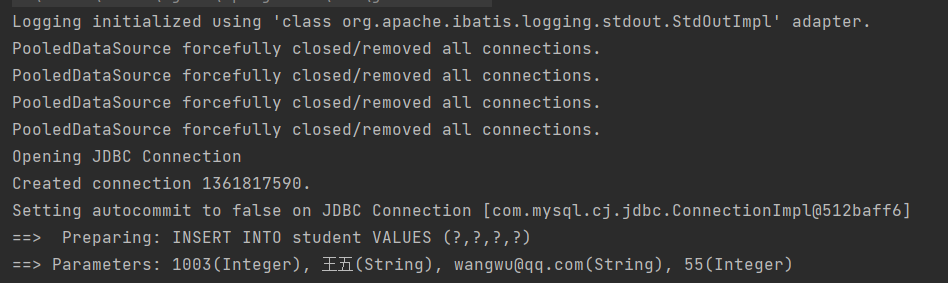 Logging initialized using 'class org.apache.ibatis.logging.stdout.StdOutImpl' adapter.
PooledDataSource forcefully closed/removed all connections.
PooledDataSource forcefully closed/removed all connections.
PooledDataSource forcefully closed/removed all connections.
PooledDataSource forcefully closed/removed all connections.
Opening JDBC Connection
Created connection 1361817590.
Setting autocommit to false on JDBC Connection [com.mysql.cj.jdbc.ConnectionImpl@512baff6]
==>  Preparing: INSERT INTO student VALUES (?,?,?,?)
==> Parameters: 1003(Integer), 王五(String), wangwu@qq.com(String), 55(Integer)